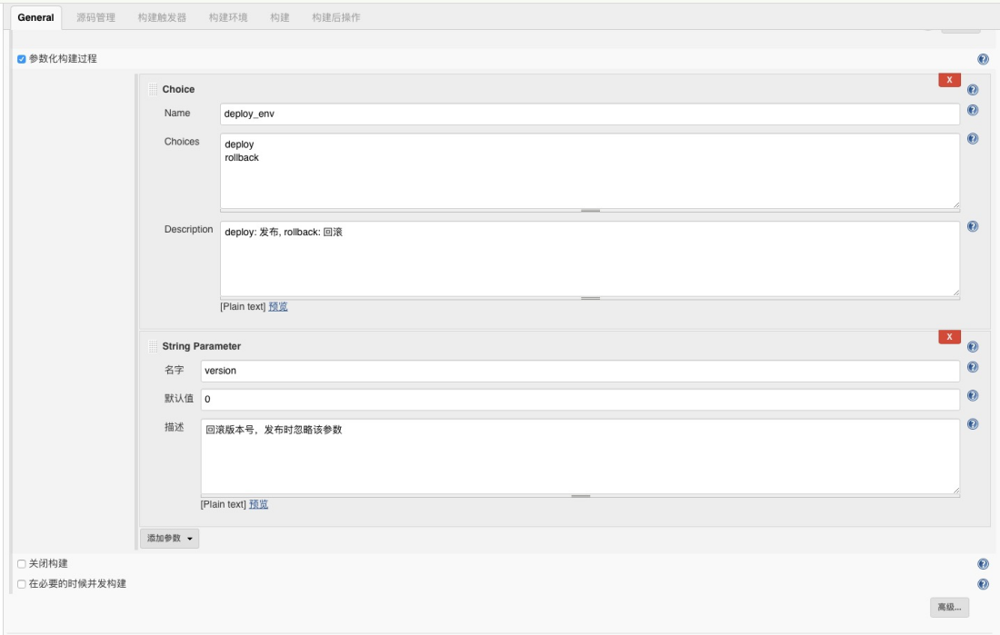 General 源码管理 构建触发器 构建环境 构建 构建后操作
参数化构建过程
X
Choice
Name deploy_env
Choices deploy
rollback
Description deploy: 发布, rollback: 回滚
[Plain text] 预览
X
String Parameter
名字 version
默认值 0
描述 回滚版本号，发布时忽略该参数
[Plain text] 预览
添加参数
关闭构建
在必要的时候并发构建
高级...